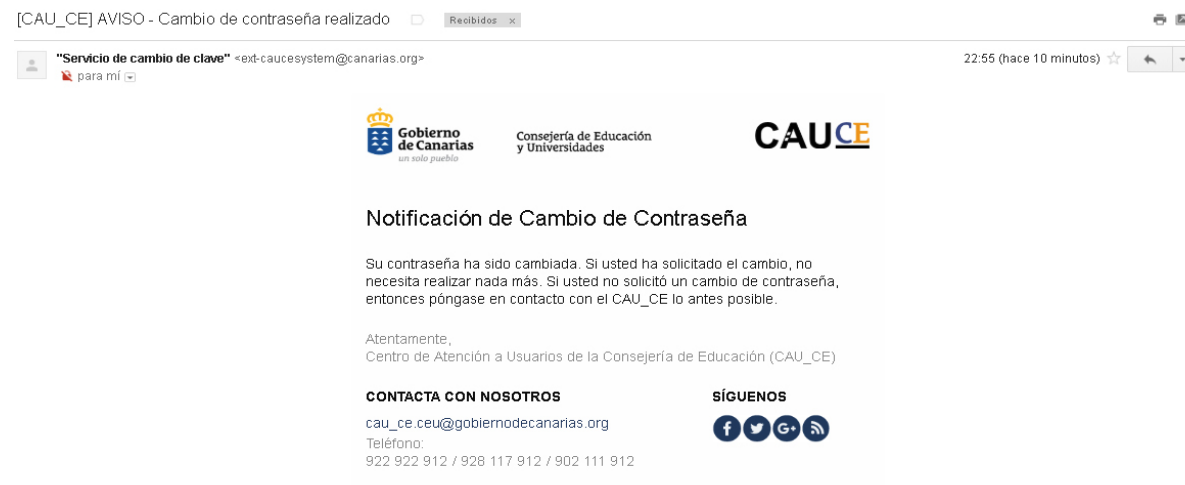 [CAU_CE] AVISO - Cambio de contraseña realizado Recibidos x
"Servicio de cambio de clave" <ext-caucesystem@canarias.org> 22:55 (hace 10 minutos)
para mí
Gobierno
de Canarias
un solo pueblo
Consejería de Educación
y Universidades
CAUCE
Notificación de Cambio de Contraseña
Su contraseña ha sido cambiada. Si usted ha solicitado el cambio, no
necesita realizar nada más. Si usted no solicitó un cambio de contraseña,
entonces póngase en contacto con el CAU_CE lo antes posible.
Atentamente,
Centro de Atención a Usuarios de la Consejería de Educación (CAU_CE)
CONTACTA CON NOSOTROS
cau_ce.ceu@gobiernodecanarias.org
Teléfono:
922 922 912 / 928 117 912 / 902 111 912
SÍGUENOS